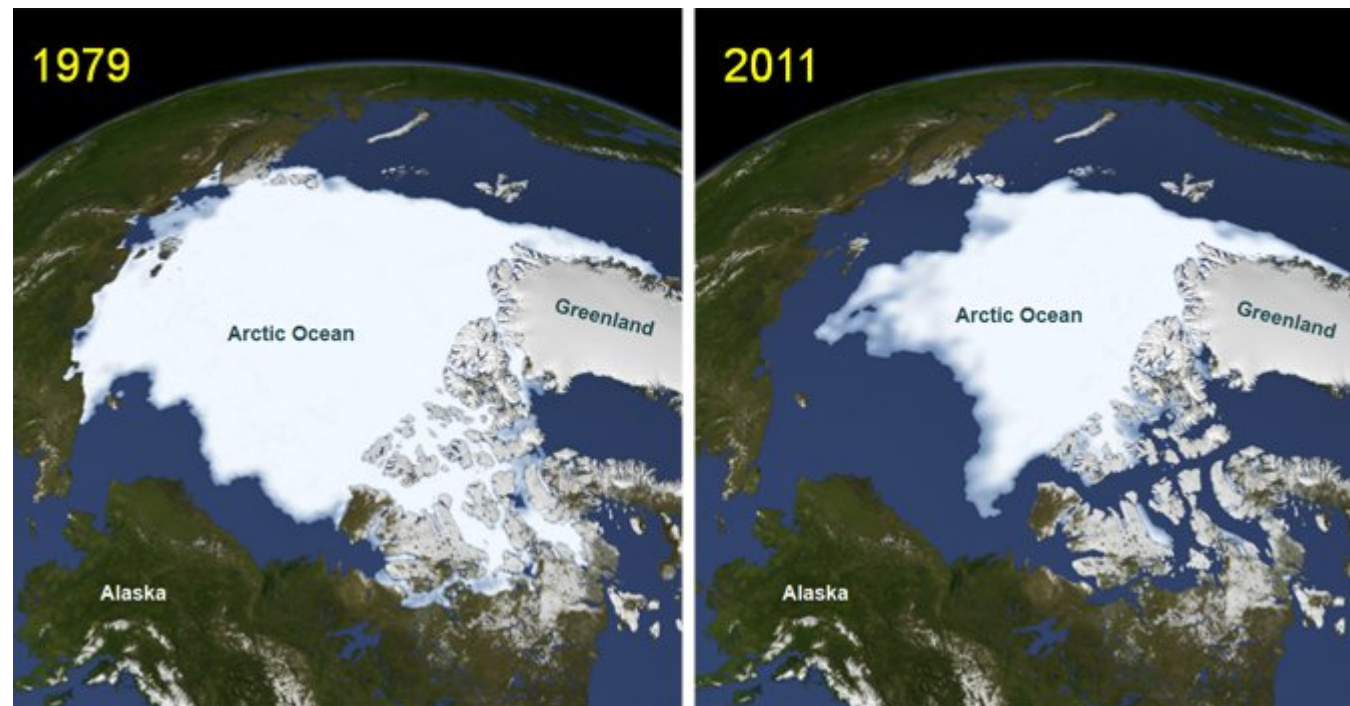 1979
Arctic Ocean
Greenland
Alaska
2011
Arctic Ocean
Greenland
Alaska